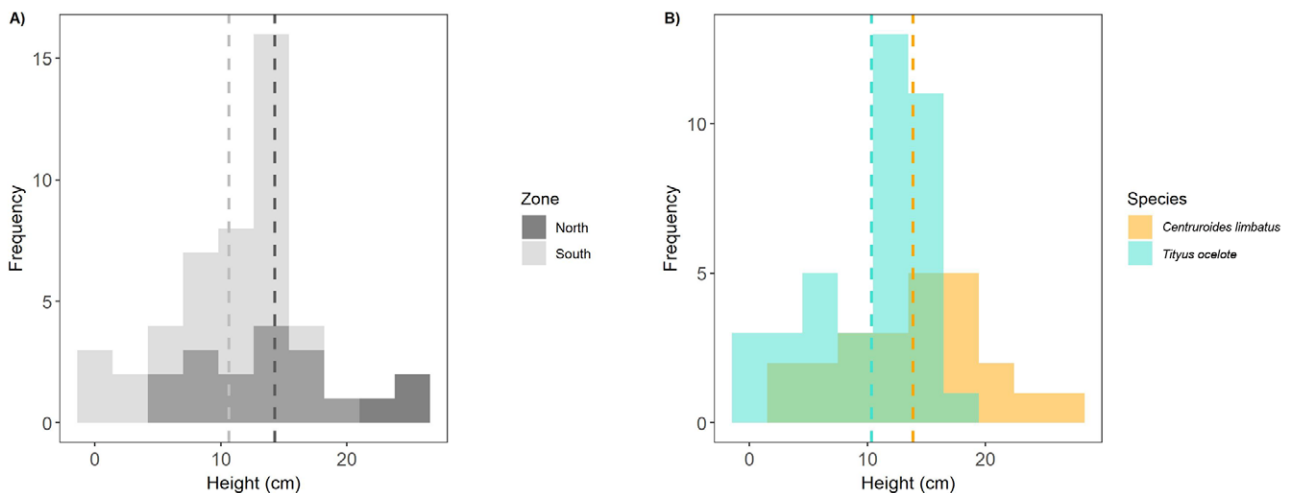 A)
15
10
5
0
Frequency
0 10 20
Height (cm)
Zone
North
South
B)
10
5
0
Frequency
0 10 20
Height (cm)
Species
Centruroides limbatus
Tityus ocelote